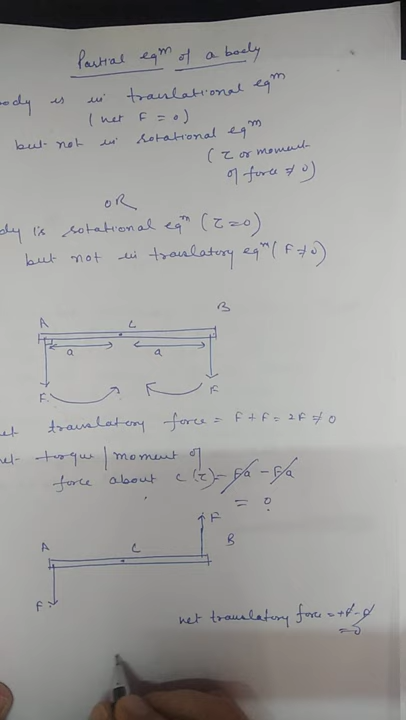 Partial eqm of a body
body is in translational eqm
( net F = 0 )
but not in rotational eqm
( τ or moment
of force ≠ 0 )
OR
dy is rotational eqm ( τ = 0 )
but not in translatory eqm ( F ≠ 0 )
A C B
a a
F F
et translatory force = F + F = 2F ≠ 0
net torque | moment of
force about C (τ) = Fa - Fa
= 0
F
A C B
F
net translatory force = +F - F
= 0